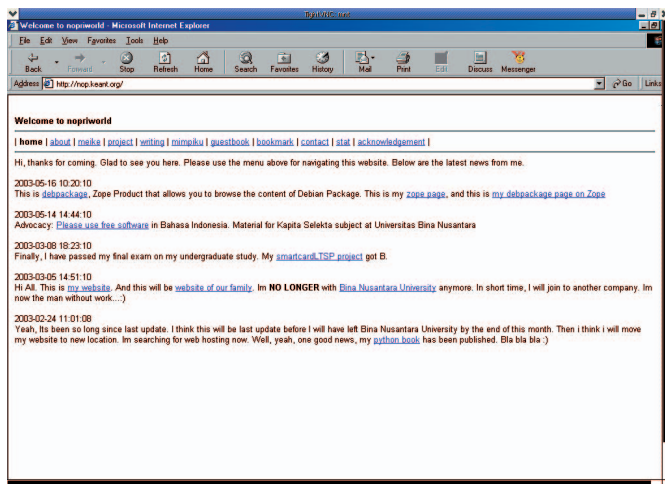 TightVNC: root
Welcome to nopriworld - Microsoft Internet Explorer
File Edit View Favorites Tools Help
Back Forward Stop Refresh Home Search Favorites History Mail Print Edit Discuss Messenger
Address http://nop.keant.org/ Go Links
Welcome to nopriworld
| home | about | meike | project | writing | mimpiku | guestbook | bookmark | contact | stat | acknowledgement |
Hi, thanks for coming. Glad to see you here. Please use the menu above for navigating this website. Below are the latest news from me.
2003-05-16 10:20:10
This is debpackage, Zope Product that allows you to browse the content of Debian Package. This is my zope page, and this is my debpackage page on Zope
2003-05-14 14:44:10
Advocacy: Please use free software in Bahasa Indonesia. Material for Kapita Selekta subject at Universitas Bina Nusantara
2003-03-08 18:23:10
Finally, I have passed my final exam on my undergraduate study. My smartcardLTSP project got B.
2003-03-05 14:51:10
Hi All. This is my website. And this will be website of our family. Im NO LONGER with Bina Nusantara University anymore. In short time, I will join to another company. Im
now the man without work...:)
2003-02-24 11:01:08
Yeah, Its been so long since last update. I think this will be last update before I will have left Bina Nusantara University by the end of this month. Then i think i will move
my website to new location. Im searching for web hosting now. Well, yeah, one good news, my python book has been published. Bla bla bla :)